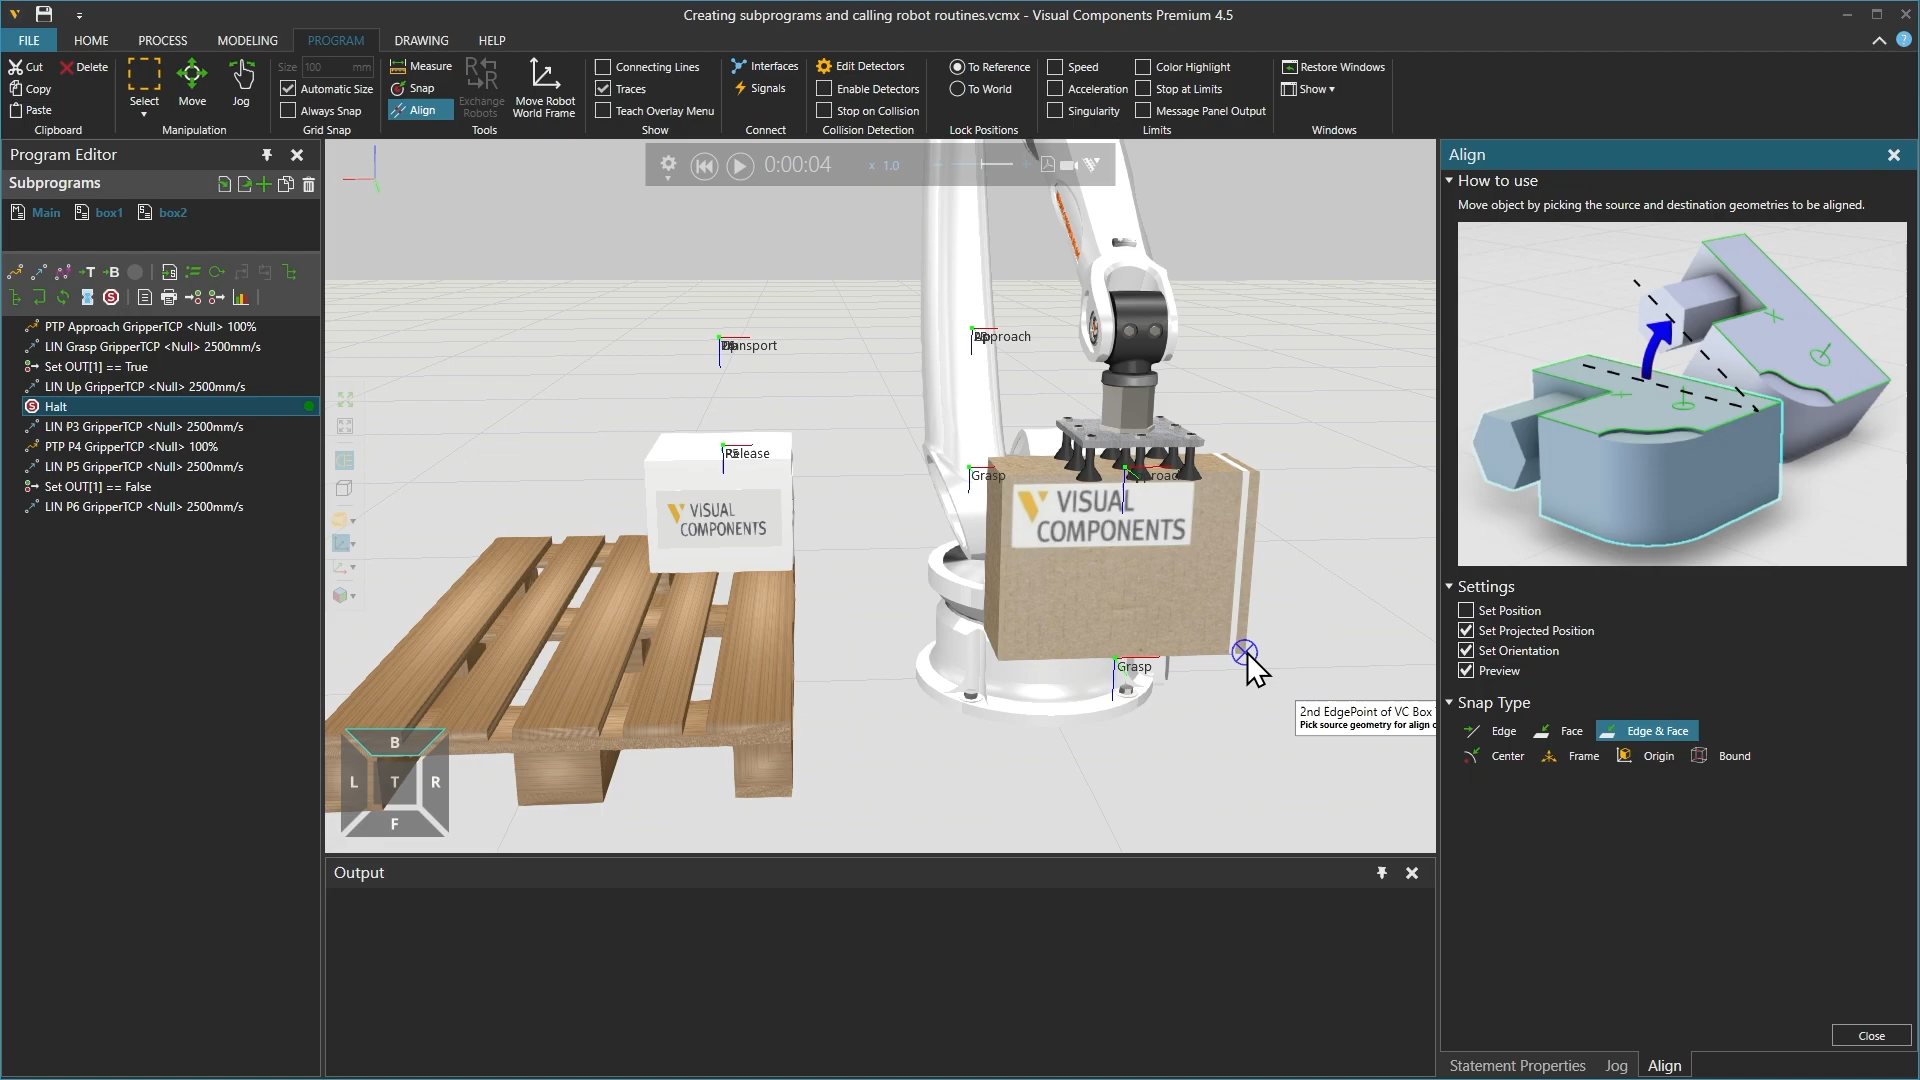 Creating subprograms and calling robot routines.vcmx - Visual Components Premium 4.5
FILE HOME PROCESS MODELING PROGRAM DRAWING HELP
Cut Delete
Copy
Paste
Clipboard
Select Move Jog
Manipulation
Size 100 mm
Automatic Size
Always Snap
Grid Snap
Measure
Snap
Align
Exchange Robots
Move Robot World Frame
Tools
Connecting Lines
Traces
Teach Overlay Menu
Show
Interfaces
Signals
Connect
Edit Detectors
Enable Detectors
Stop on Collision
Collision Detection
To Reference
To World
Lock Positions
Speed Color Highlight
Acceleration Stop at Limits
Singularity Message Panel Output
Limits
Restore Windows
Show
Windows
Program Editor
Subprograms
Main box1 box2
PTP Approach GripperTCP <Null> 100%
LIN Grasp GripperTCP <Null> 2500mm/s
Set OUT[1] == True
LIN Up GripperTCP <Null> 2500mm/s
Halt
LIN P3 GripperTCP <Null> 2500mm/s
PTP P4 GripperTCP <Null> 100%
LIN P5 GripperTCP <Null> 2500mm/s
Set OUT[1] == False
LIN P6 GripperTCP <Null> 2500mm/s
0:00:04 x 1.0
Approach
Release
Grasp
VISUAL
COMPONENTS
VISUAL
COMPONENTS
Grasp
2nd EdgePoint of VC Box
Pick source geometry for align
B
L T R
F
Output
Align
How to use
Move object by picking the source and destination geometries to be aligned.
Settings
Set Position
Set Projected Position
Set Orientation
Preview
Snap Type
Edge Face Edge & Face
Center Frame Origin Bound
Close
Statement Properties Jog Align